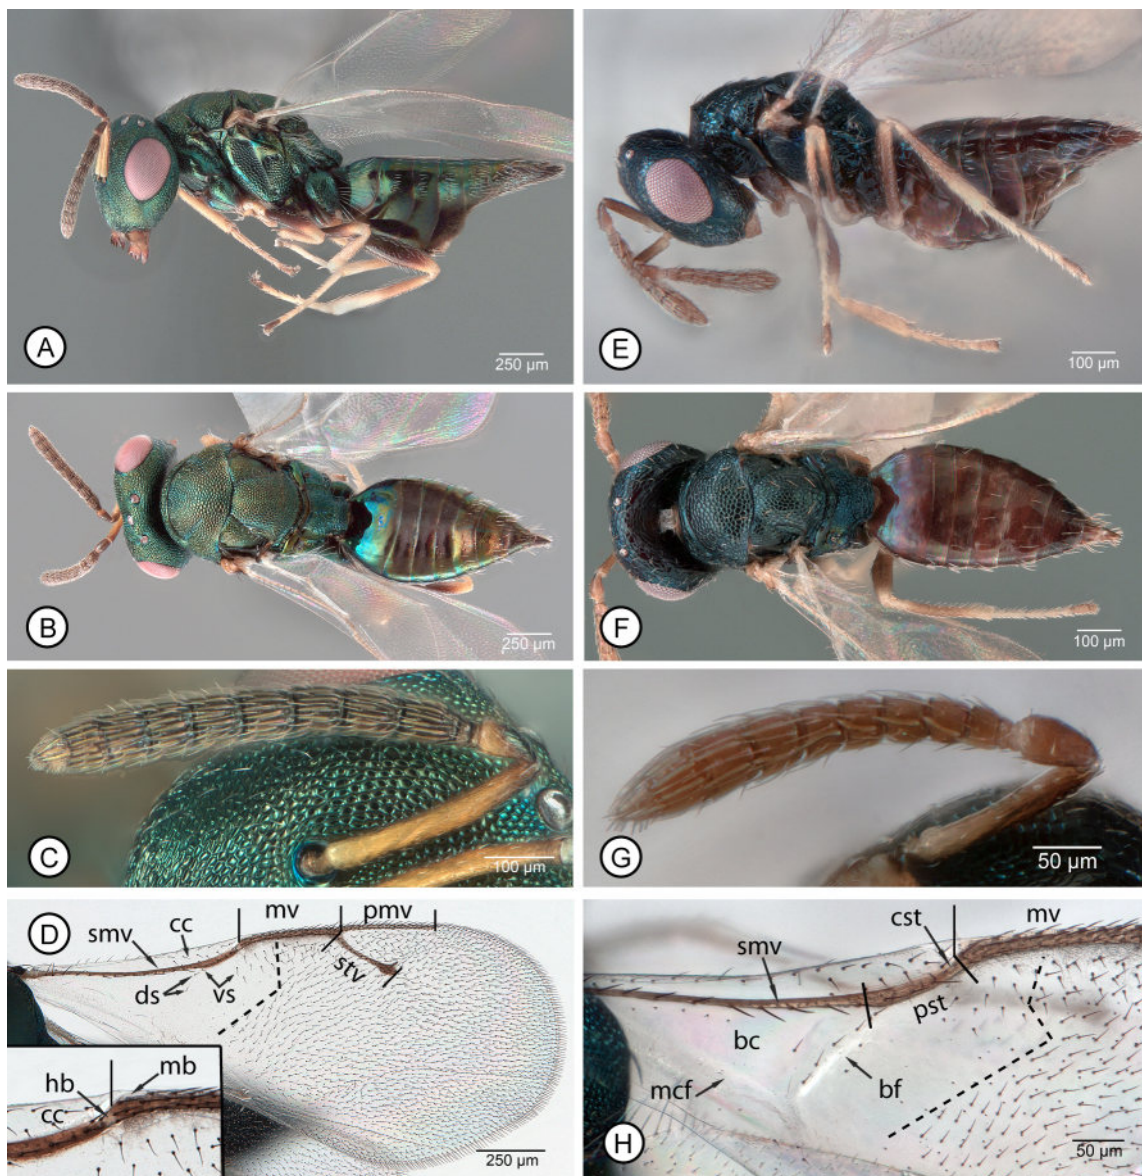 A
250 µm
E
100 µm
B
250 µm
F
100 µm
C
100 µm
G
50 µm
D
mv
pmv
smv
cc
stv
ds
vs
hb
mb
cc
250 µm
cst
mv
smv
pst
bc
mcf
bf
H
50 µm